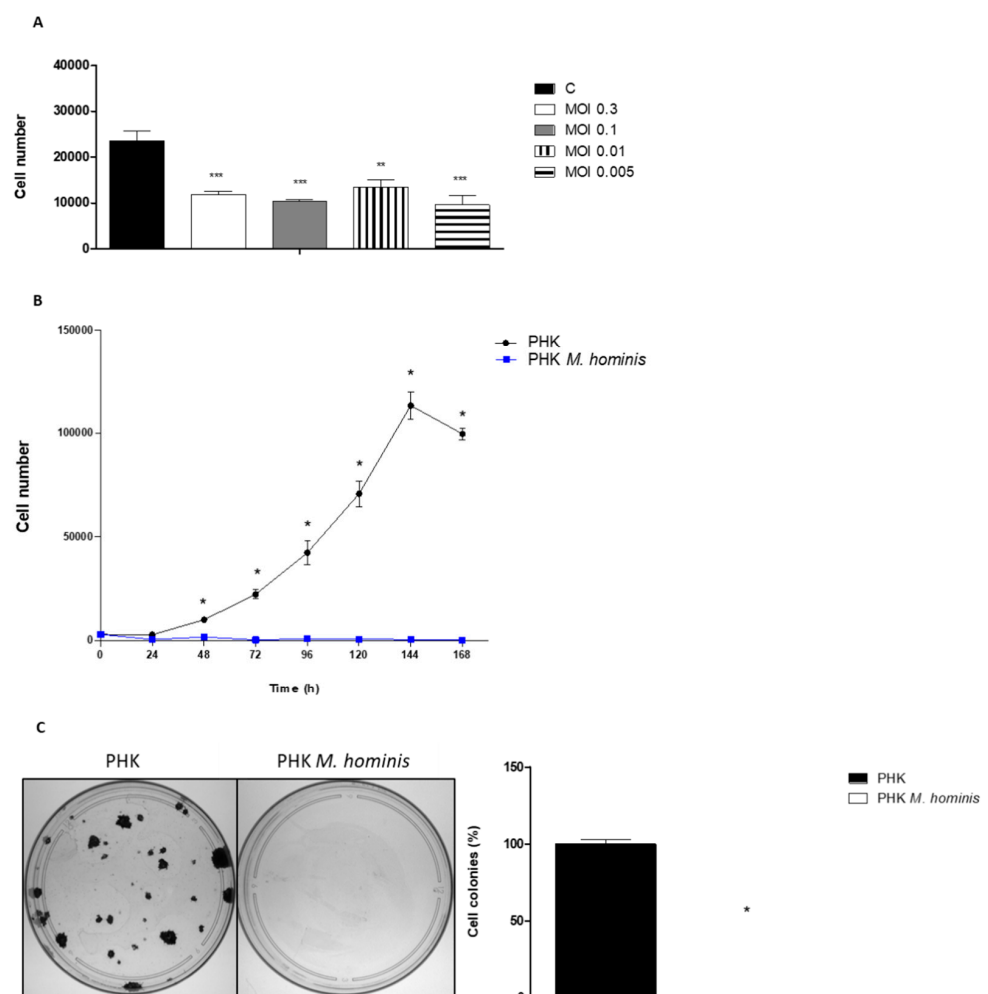 A
40000
30000
20000
10000
0
Cell number
***
***
**
***
C
MOI 0.3
MOI 0.1
MOI 0.01
MOI 0.005
B
150000
100000
50000
0
Cell number
*
*
*
*
*
*
0 24 48 72 96 120 144 168
Time (h)
PHK
PHK M. hominis
C
PHK
PHK M. hominis
150
100
50
Cell colonies (%)
*
PHK
PHK M. hominis